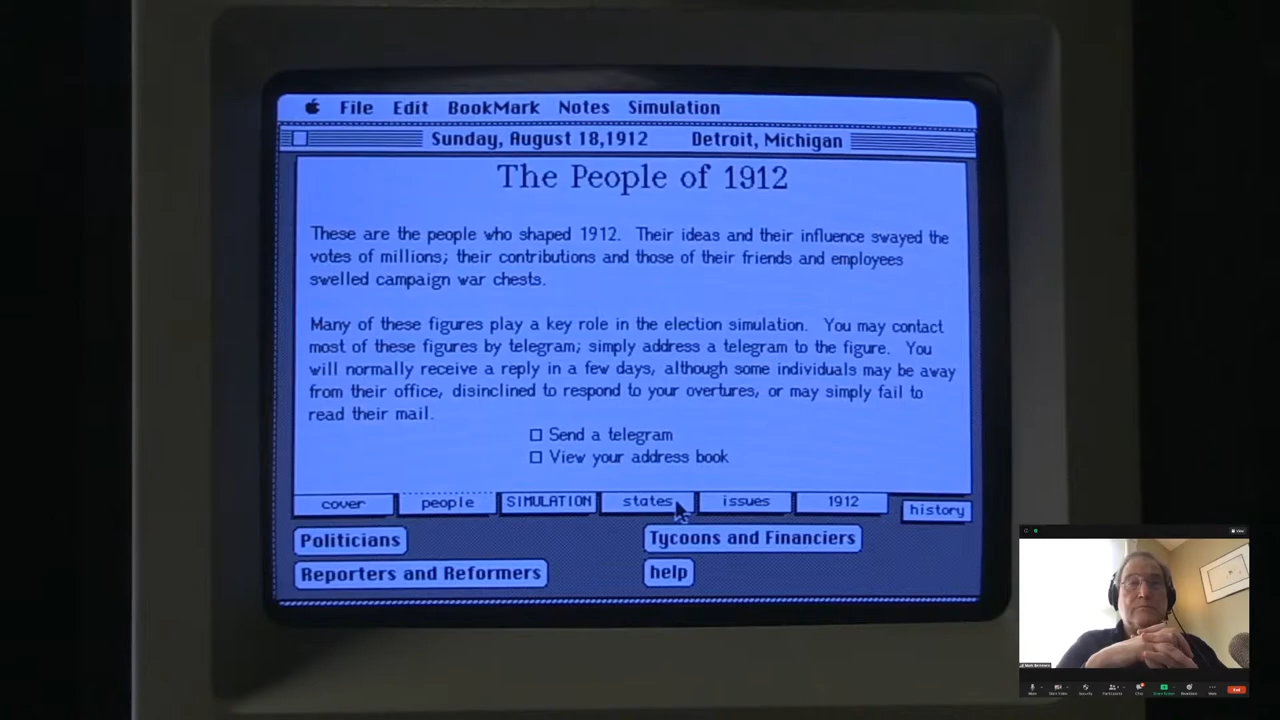 File Edit BookMark Notes Simulation
Sunday, August 18,1912 Detroit, Michigan
The People of 1912
These are the people who shaped 1912. Their ideas and their influence swayed the
votes of millions; their contributions and those of their friends and employees
swelled campaign war chests.
Many of these figures play a key role in the election simulation. You may contact
most of these figures by telegram; simply address a telegram to the figure. You
will normally receive a reply in a few days, although some individuals may be away
from their office, disinclined to respond to your overtures, or may simply fail to
read their mail.
Send a telegram
View your address book
cover people SIMULATION states issues 1912 history
Politicians Tycoons and Financiers
Reporters and Reformers help
View
Mark Bernstein